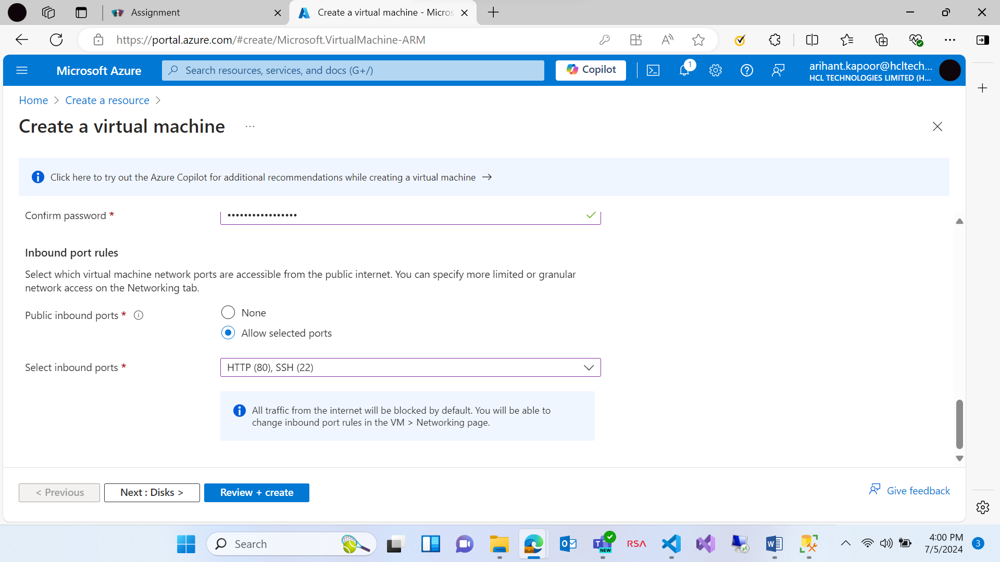 Assignment
Create a virtual machine - Micros
https://portal.azure.com/#create/Microsoft.VirtualMachine-ARM
Microsoft Azure
Search resources, services, and docs (G+/)
Copilot
1
arihant.kapoor@hcltech...
HCL TECHNOLOGIES LIMITED (H...
Home > Create a resource >
Create a virtual machine ...
Click here to try out the Azure Copilot for additional recommendations while creating a virtual machine →
Confirm password *
•••••••••••••••••
Inbound port rules
Select which virtual machine network ports are accessible from the public internet. You can specify more limited or granular
network access on the Networking tab.
Public inbound ports *
None
Allow selected ports
Select inbound ports *
HTTP (80), SSH (22)
All traffic from the internet will be blocked by default. You will be able to
change inbound port rules in the VM > Networking page.
< Previous
Next : Disks >
Review + create
Give feedback
Search
NEW
RSA
4:00 PM
7/5/2024
3